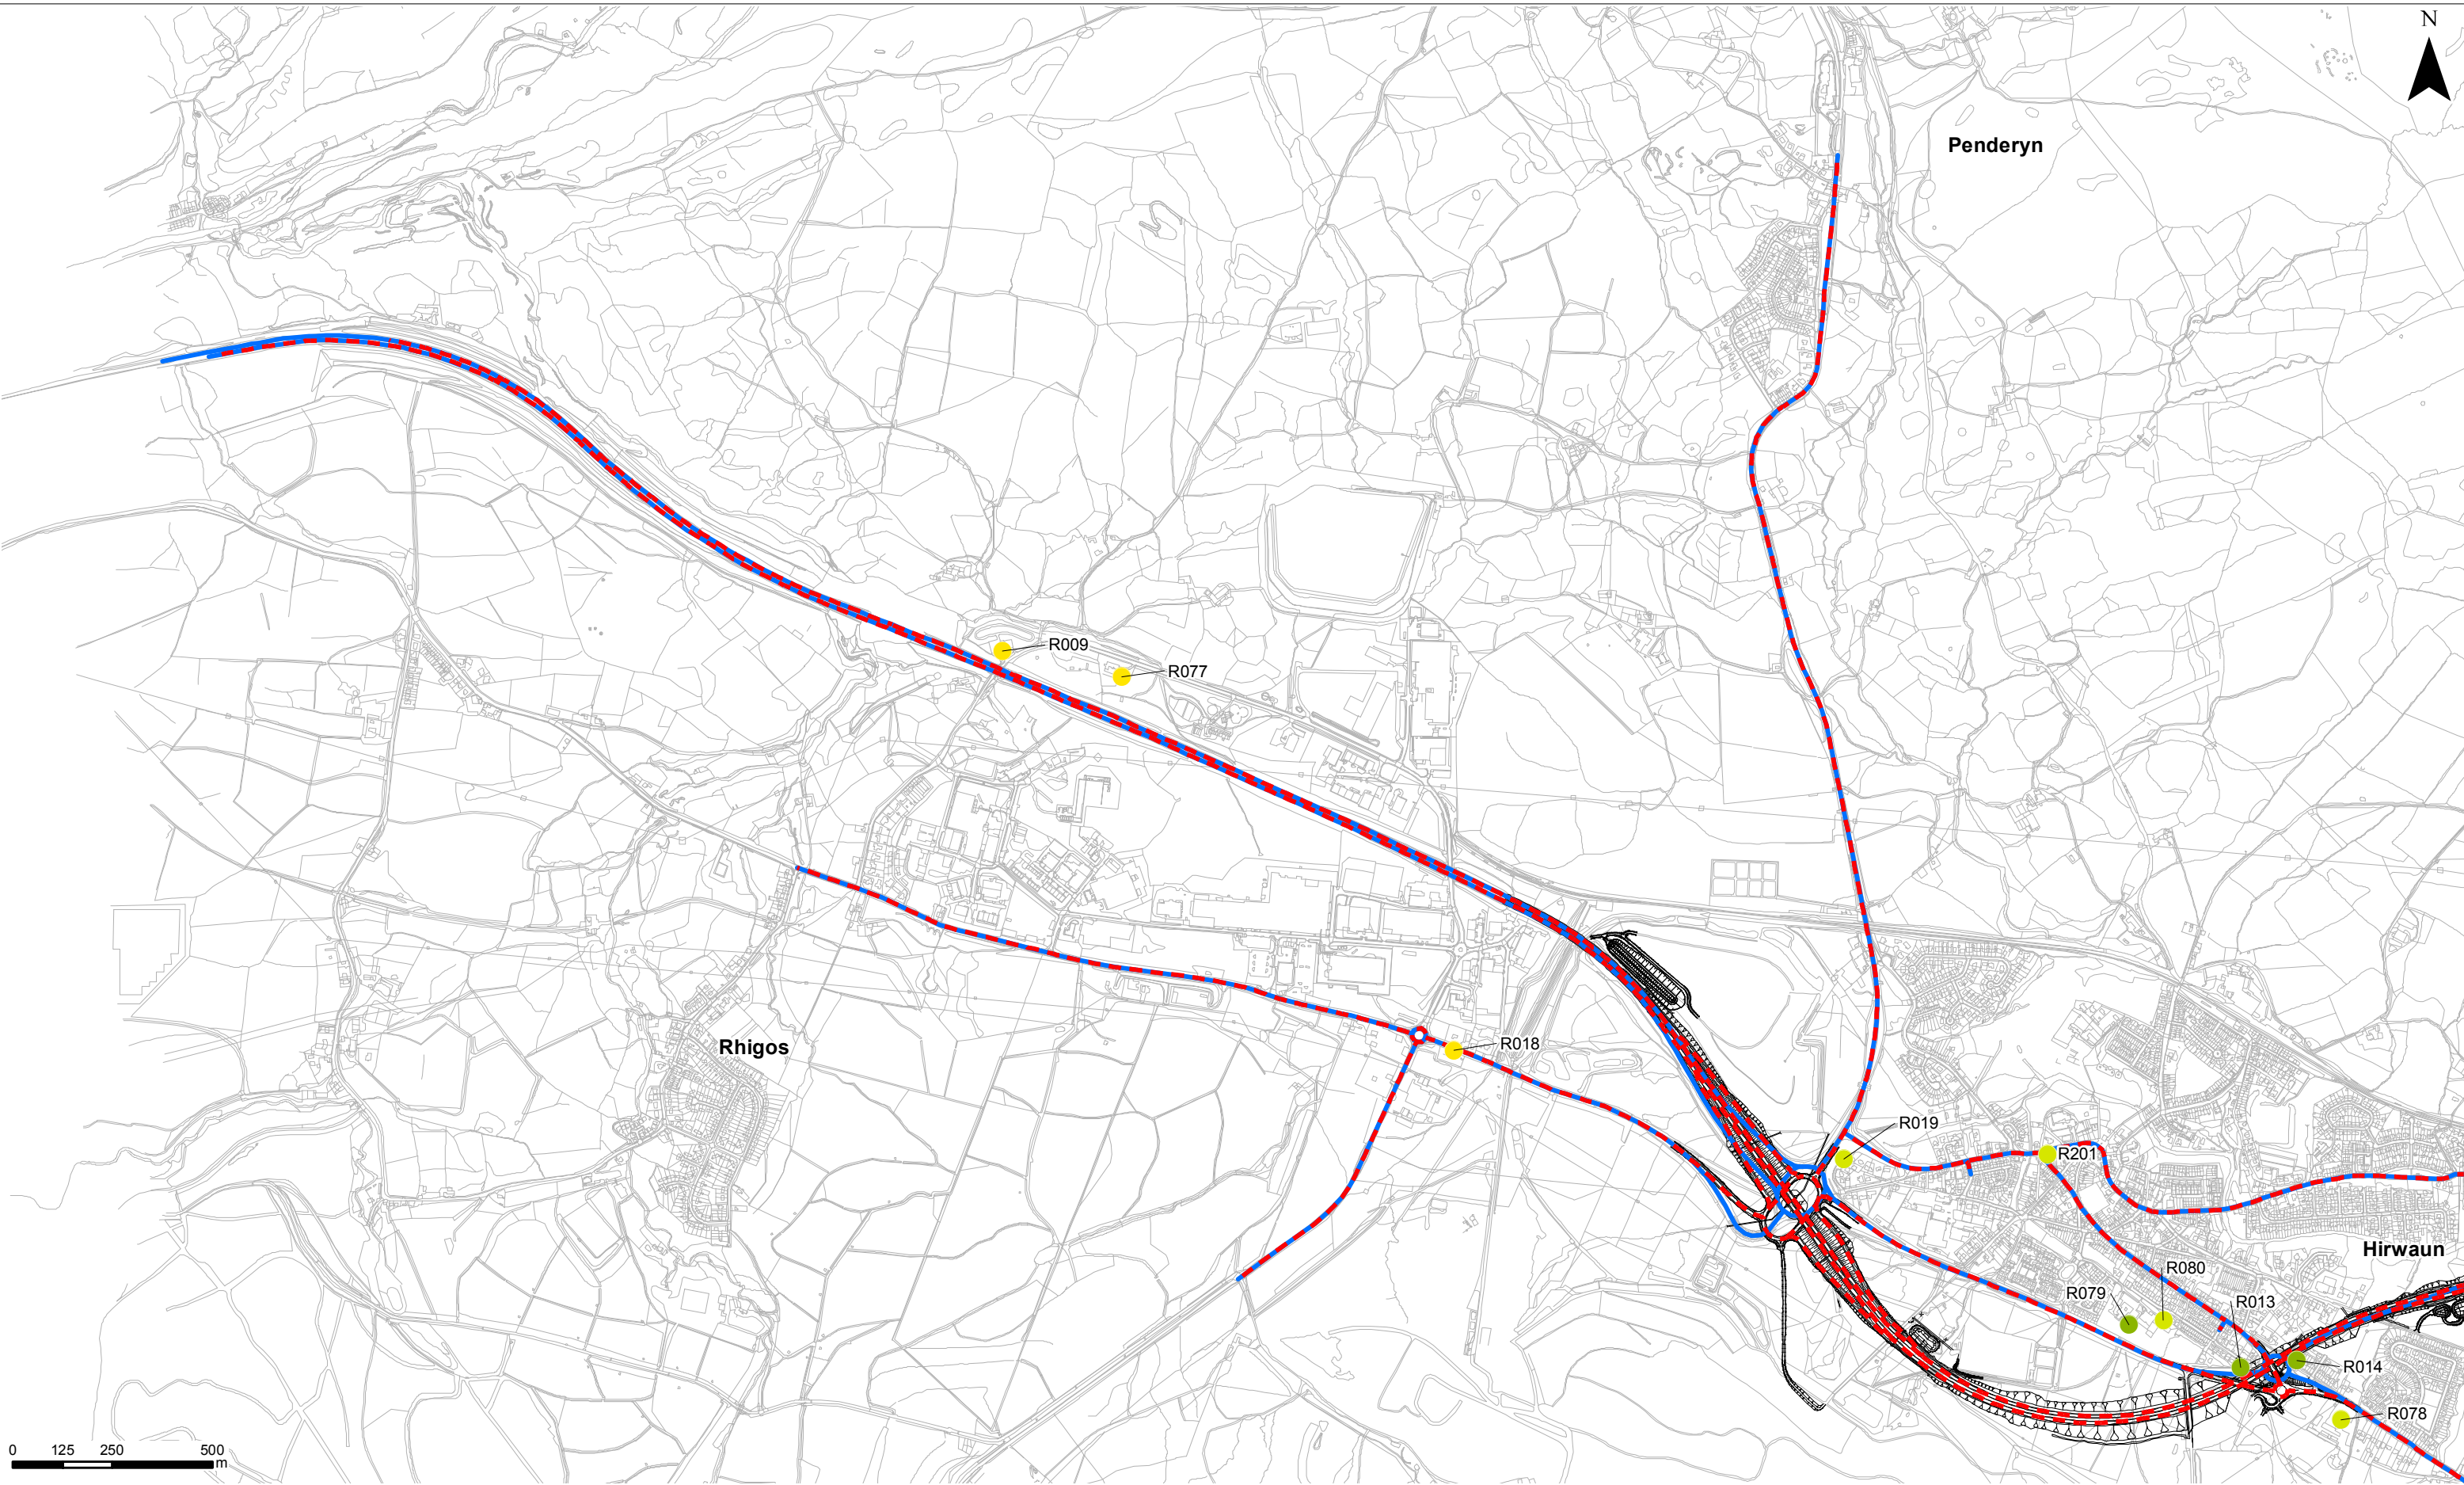 N
Penderyn
R009
R077
Rhigos
R018
R019
R201
Hirwaun
R080
R079
R013
R014
R078
0 125 250 500
m